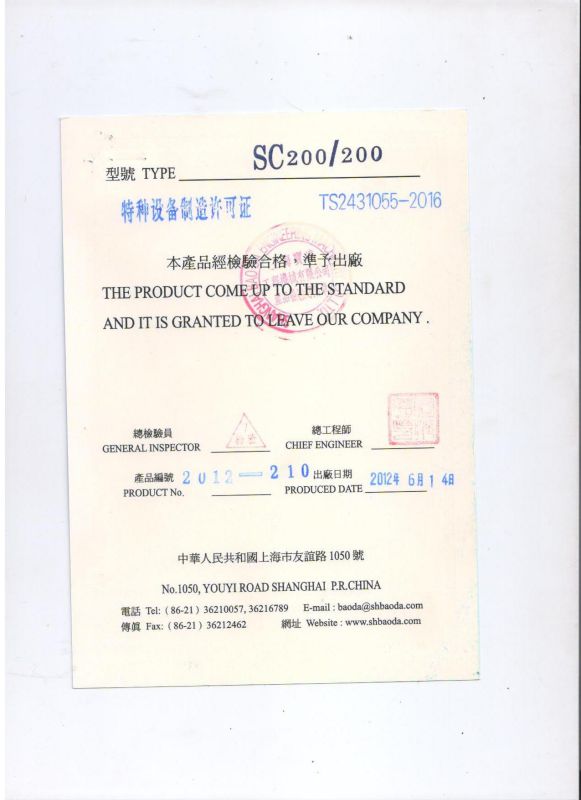 型號 TYPE SC200/200
特种设备制造许可证 TS2431055-2016
本產品經檢驗合格，準予出廠
THE PRODUCT COME UP TO THE STANDARD
AND IT IS GRANTED TO LEAVE OUR COMPANY .
總檢驗員 總工程師
GENERAL INSPECTOR CHIEF ENGINEER
產品編號 2012—210 出廠日期 2012年 6月14日
PRODUCT No. PRODUCED DATE
中華人民共和國上海市友誼路1050號
No.1050, YOUYI ROAD SHANGHAI P.R.CHINA
電話 Tel: (86-21) 36210057, 36216789 E-mail : baoda@shbaoda.com
傳真 Fax: (86-21) 36212462 網址 Website : www.shbaoda.com